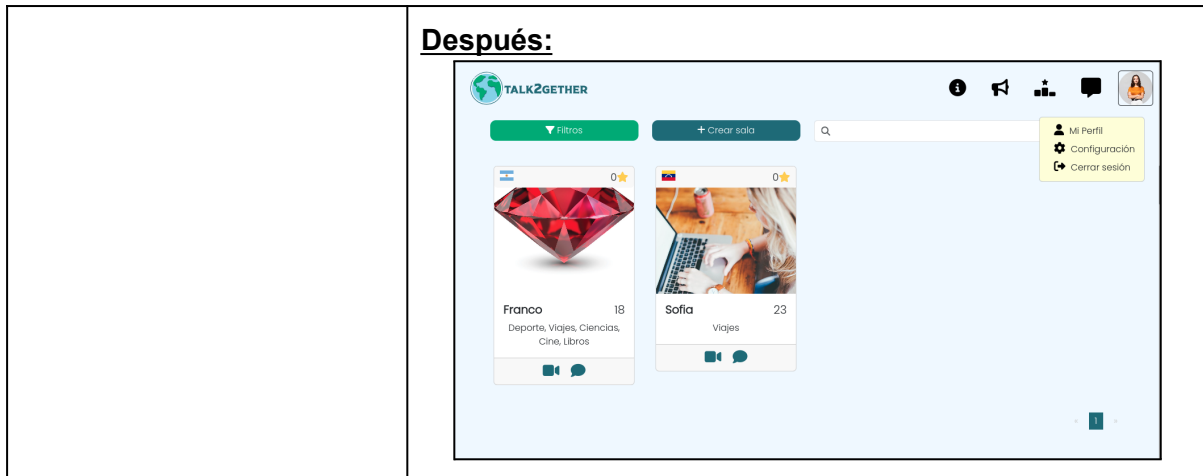 Después:
TALK2GETHER
Filtros
+ Crear sala
Mi Perfil
Configuración
Cerrar sesión
0
0
Franco 18
Deporte, Viajes, Ciencias,
Cine, Libros
Sofia 23
Viajes
1